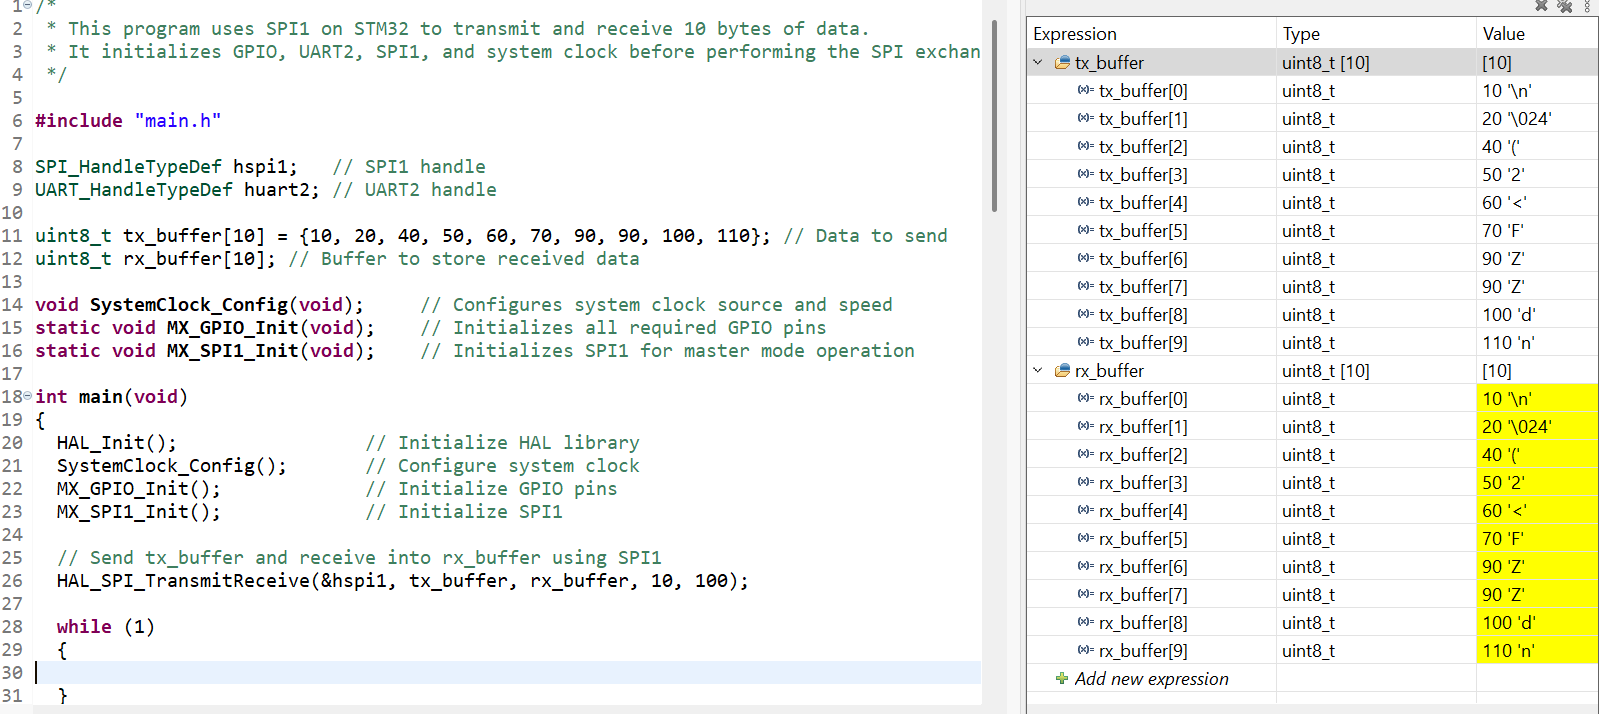 1 /*
2  * This program uses SPI1 on STM32 to transmit and receive 10 bytes of data.
3  * It initializes GPIO, UART2, SPI1, and system clock before performing the SPI exchan
4  */
5
6 #include "main.h"
7
8 SPI_HandleTypeDef hspi1;   // SPI1 handle
9 UART_HandleTypeDef huart2; // UART2 handle
10
11 uint8_t tx_buffer[10] = {10, 20, 40, 50, 60, 70, 90, 90, 100, 110}; // Data to send
12 uint8_t rx_buffer[10]; // Buffer to store received data
13
14 void SystemClock_Config(void);     // Configures system clock source and speed
15 static void MX_GPIO_Init(void);    // Initializes all required GPIO pins
16 static void MX_SPI1_Init(void);    // Initializes SPI1 for master mode operation
17
18 int main(void)
19 {
20   HAL_Init();                 // Initialize HAL library
21   SystemClock_Config();       // Configure system clock
22   MX_GPIO_Init();             // Initialize GPIO pins
23   MX_SPI1_Init();             // Initialize SPI1
24
25   // Send tx_buffer and receive into rx_buffer using SPI1
26   HAL_SPI_TransmitReceive(&hspi1, tx_buffer, rx_buffer, 10, 100);
27
28   while (1)
29   {
30
31   }
Expression Type Value
tx_buffer uint8_t [10] [10]
(x)= tx_buffer[0] uint8_t 10 '\n'
(x)= tx_buffer[1] uint8_t 20 '\024'
(x)= tx_buffer[2] uint8_t 40 '('
(x)= tx_buffer[3] uint8_t 50 '2'
(x)= tx_buffer[4] uint8_t 60 '<'
(x)= tx_buffer[5] uint8_t 70 'F'
(x)= tx_buffer[6] uint8_t 90 'Z'
(x)= tx_buffer[7] uint8_t 90 'Z'
(x)= tx_buffer[8] uint8_t 100 'd'
(x)= tx_buffer[9] uint8_t 110 'n'
rx_buffer uint8_t [10] [10]
(x)= rx_buffer[0] uint8_t 10 '\n'
(x)= rx_buffer[1] uint8_t 20 '\024'
(x)= rx_buffer[2] uint8_t 40 '('
(x)= rx_buffer[3] uint8_t 50 '2'
(x)= rx_buffer[4] uint8_t 60 '<'
(x)= rx_buffer[5] uint8_t 70 'F'
(x)= rx_buffer[6] uint8_t 90 'Z'
(x)= rx_buffer[7] uint8_t 90 'Z'
(x)= rx_buffer[8] uint8_t 100 'd'
(x)= rx_buffer[9] uint8_t 110 'n'
Add new expression